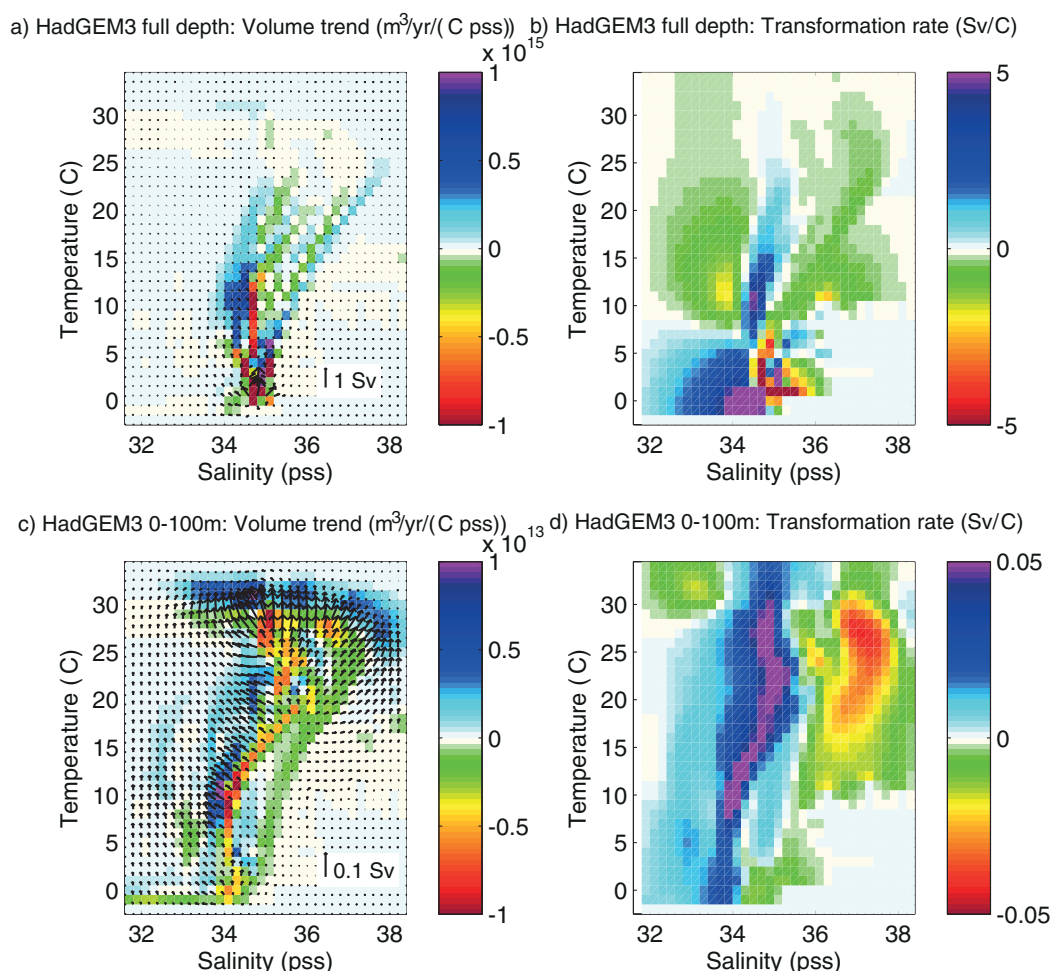 a) HadGEM3 full depth: Volume trend (m³/yr/( C pss))
x 10¹⁵
b) HadGEM3 full depth: Transformation rate (Sv/C)
Temperature ( C)
30
25
20
15
10
5
0
1 Sv
32 34 36 38
Salinity (pss)
1
0.5
0
-0.5
-1
Temperature ( C)
30
25
20
15
10
5
0
32 34 36 38
Salinity (pss)
5
0
-5
c) HadGEM3 0-100m: Volume trend (m³/yr/( C pss))
x 10¹³
d) HadGEM3 0-100m: Transformation rate (Sv/C)
Temperature ( C)
30
25
20
15
10
5
0
0.1 Sv
32 34 36 38
Salinity (pss)
1
0.5
0
-0.5
-1
Temperature ( C)
30
25
20
15
10
5
0
32 34 36 38
Salinity (pss)
0.05
0
-0.05